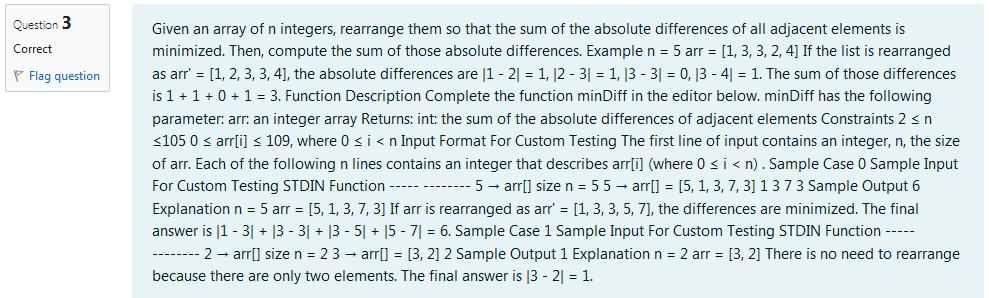 Question 3
Correct
Flag question
Given an array of n integers, rearrange them so that the sum of the absolute differences of all adjacent elements is
minimized. Then, compute the sum of those absolute differences. Example n = 5 arr = [1, 3, 3, 2, 4] If the list is rearranged
as arr' = [1, 2, 3, 3, 4], the absolute differences are |1 - 2| = 1, |2 - 3| = 1, |3 - 3| = 0, |3 - 4| = 1. The sum of those differences
is 1 + 1 + 0 + 1 = 3. Function Description Complete the function minDiff in the editor below. minDiff has the following
parameter: arr: an integer array Returns: int: the sum of the absolute differences of adjacent elements Constraints 2 ≤ n
≤105 0 ≤ arr[i] ≤ 109, where 0 ≤ i < n Input Format For Custom Testing The first line of input contains an integer, n, the size
of arr. Each of the following n lines contains an integer that describes arr[i] (where 0 ≤ i < n) . Sample Case 0 Sample Input
For Custom Testing STDIN Function ----- -------- 5 → arr[] size n = 5 5 → arr[] = [5, 1, 3, 7, 3] 1 3 7 3 Sample Output 6
Explanation n = 5 arr = [5, 1, 3, 7, 3] If arr is rearranged as arr' = [1, 3, 3, 5, 7], the differences are minimized. The final
answer is |1 - 3| + |3 - 3| + |3 - 5| + |5 - 7| = 6. Sample Case 1 Sample Input For Custom Testing STDIN Function -----
-------- 2 → arr[] size n = 2 3 → arr[] = [3, 2] 2 Sample Output 1 Explanation n = 2 arr = [3, 2] There is no need to rearrange
because there are only two elements. The final answer is |3 - 2| = 1.